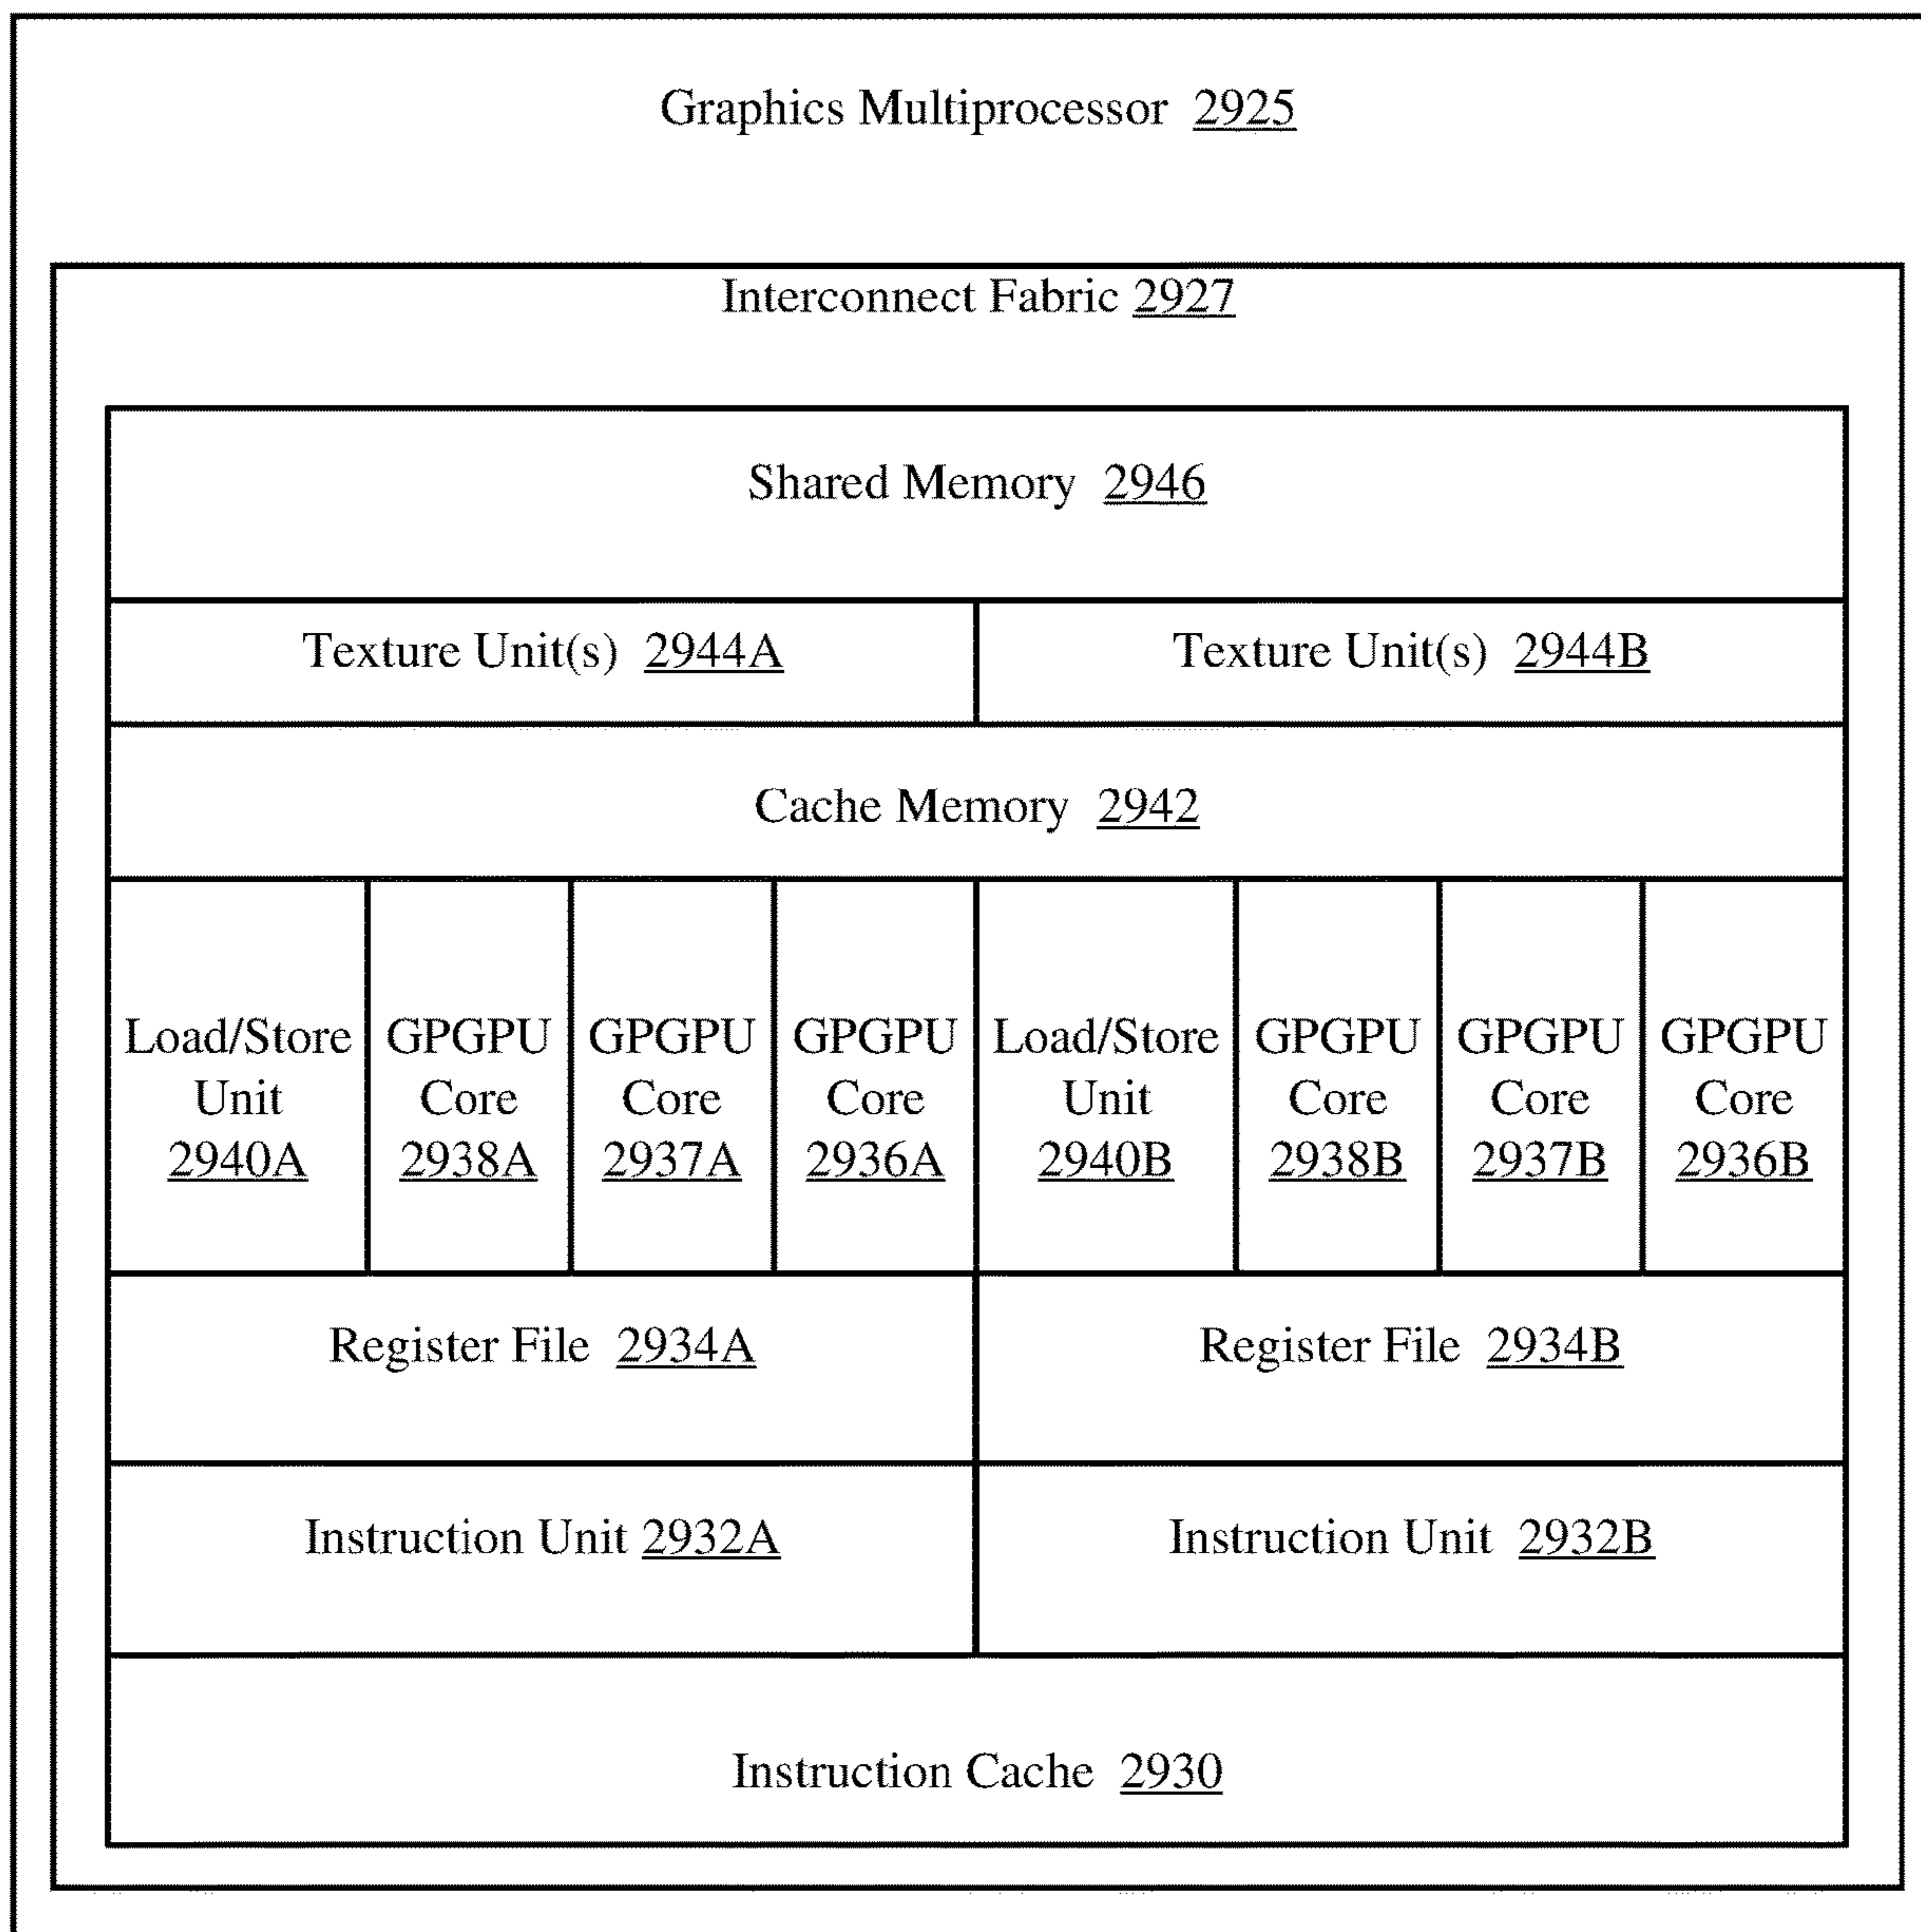 Graphics Multiprocessor 2925
Interconnect Fabric 2927
Shared Memory 2946
Texture Unit(s) 2944A
Texture Unit(s) 2944B
Cache Memory 2942
Load/Store
Unit
2940A
GPGPU
Core
2938A
GPGPU
Core
2937A
GPGPU
Core
2936A
Load/Store
Unit
2940B
GPGPU
Core
2938B
GPGPU
Core
2937B
GPGPU
Core
2936B
Register File 2934A
Register File 2934B
Instruction Unit 2932A
Instruction Unit 2932B
Instruction Cache 2930